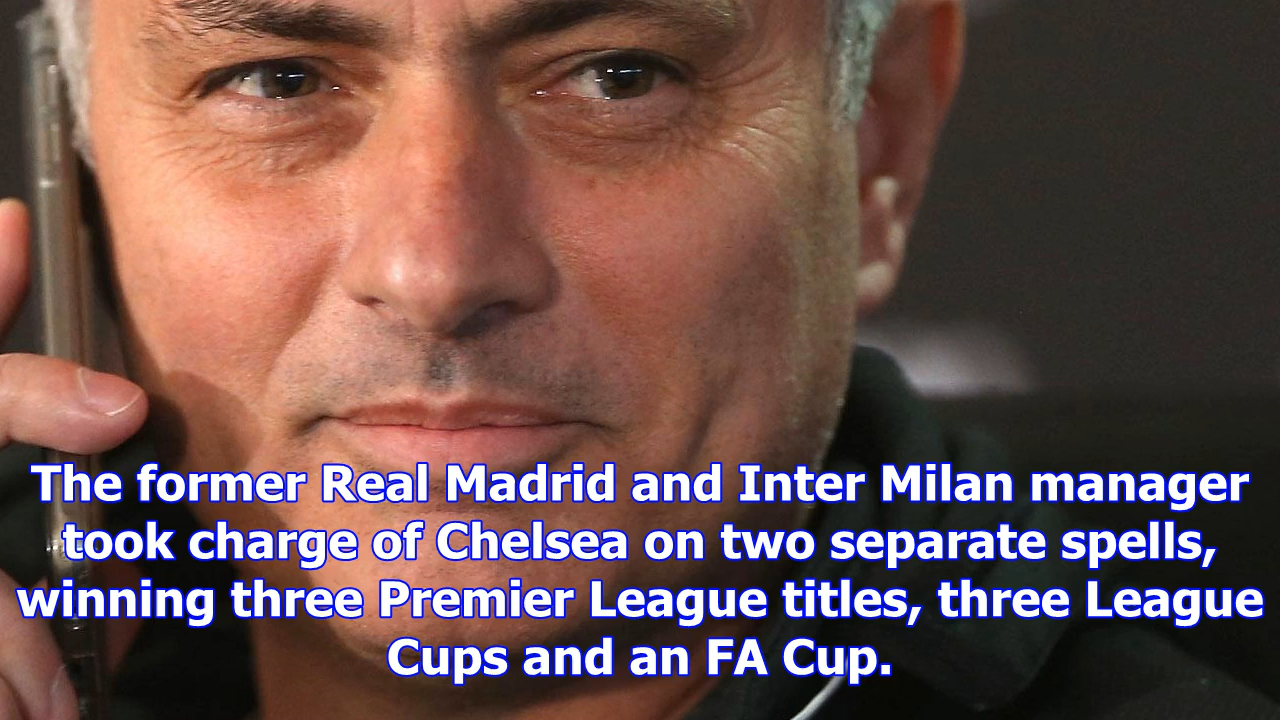 The former Real Madrid and Inter Milan manager
took charge of Chelsea on two separate spells,
winning three Premier League titles, three League
Cups and an FA Cup.